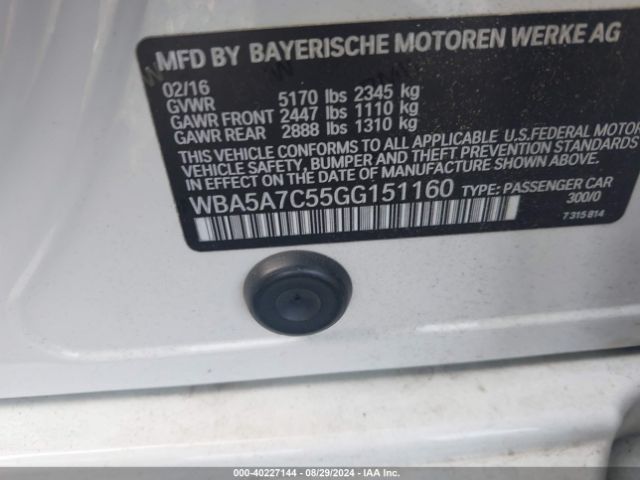 MFD BY BAYERISCHE MOTOREN WERKE AG
02/16
GVWR 5170 lbs 2345 kg
GAWR FRONT 2447 lbs 1110 kg
GAWR REAR 2888 lbs 1310 kg
THIS VEHICLE CONFORMS TO ALL APPLICABLE U.S.FEDERAL MOTOR
VEHICLE SAFETY, BUMPER AND THEFT PREVENTION STANDARDS
IN EFFECT ON THE DATE OF MANUFACTURE SHOWN ABOVE.
WBA5A7C55GG151160 TYPE: PASSENGER CAR
300/0
7 315 814
000-40227144 - 08/29/2024 - IAA Inc.